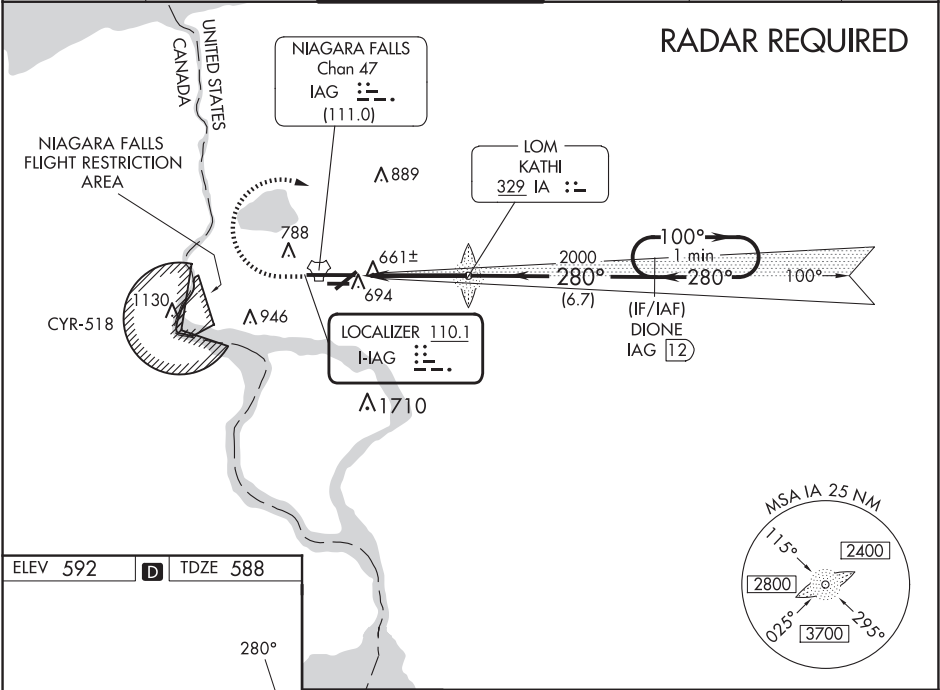 RADAR REQUIRED
UNITED STATES
CANADA
NIAGARA FALLS
Chan 47
IAG
(111.0)
NIAGARA FALLS
FLIGHT RESTRICTION
AREA
LOM
KATHI
329 IA
889
788
661±
694
2000
280°
(6.7)
100°
1 min
280°
100°
(IF/IAF)
DIONE
IAG 12
1130
CYR-518
946
LOCALIZER 110.1
I-IAG
1710
MSA IA 25 NM
115°
2400
2800
025°
295°
3700
ELEV 592 D TDZE 588
280°